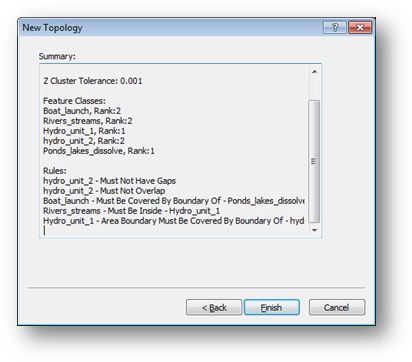 New Topology
Summary:
Z Cluster Tolerance: 0.001
Feature Classes:
Boat_launch, Rank:2
Rivers_streams, Rank:2
Hydro_unit_1, Rank:1
hydro_unit_2, Rank:2
Ponds_lakes_dissolve, Rank:1
Rules:
hydro_unit_2 - Must Not Have Gaps
hydro_unit_2 - Must Not Overlap
Boat_launch - Must Be Covered By Boundary Of - Ponds_lakes_dissolve
Rivers_streams - Must Be Inside - Hydro_unit_1
Hydro_unit_1 - Area Boundary Must Be Covered By Boundary Of - hyd
< Back
Finish
Cancel